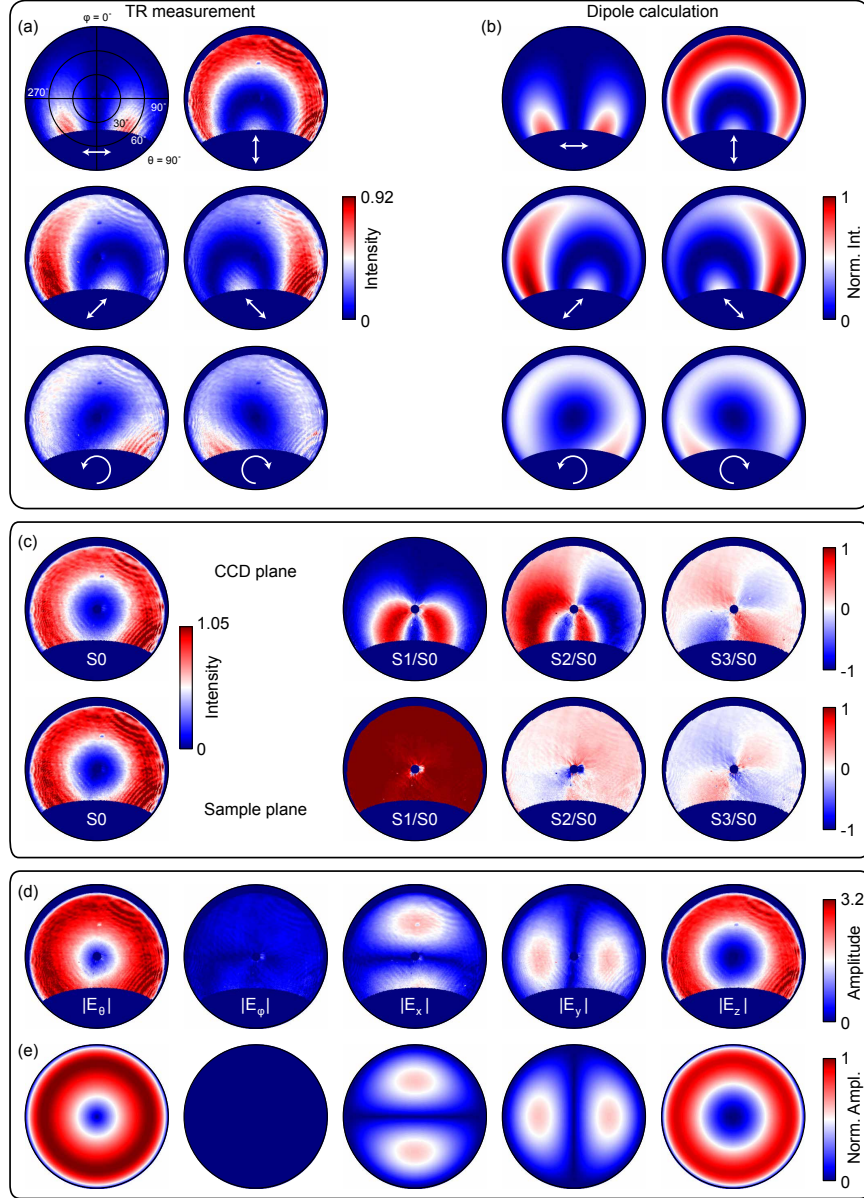 TR measurement
Dipole calculation
(a)
φ = 0°
(b)
270°
90°
30°
60°
θ = 90°
0.92
Intensity
0
1
Norm. Int.
0
(c)
CCD plane
1.05
Intensity
0
S0
S1/S0
S2/S0
S3/S0
1
0
-1
Sample plane
S0
S1/S0
S2/S0
S3/S0
1
0
-1
(d)
|Eθ|
|Eφ|
|Ex|
|Ey|
|Ez|
3.2
Amplitude
0
(e)
1
Norm. Ampl.
0